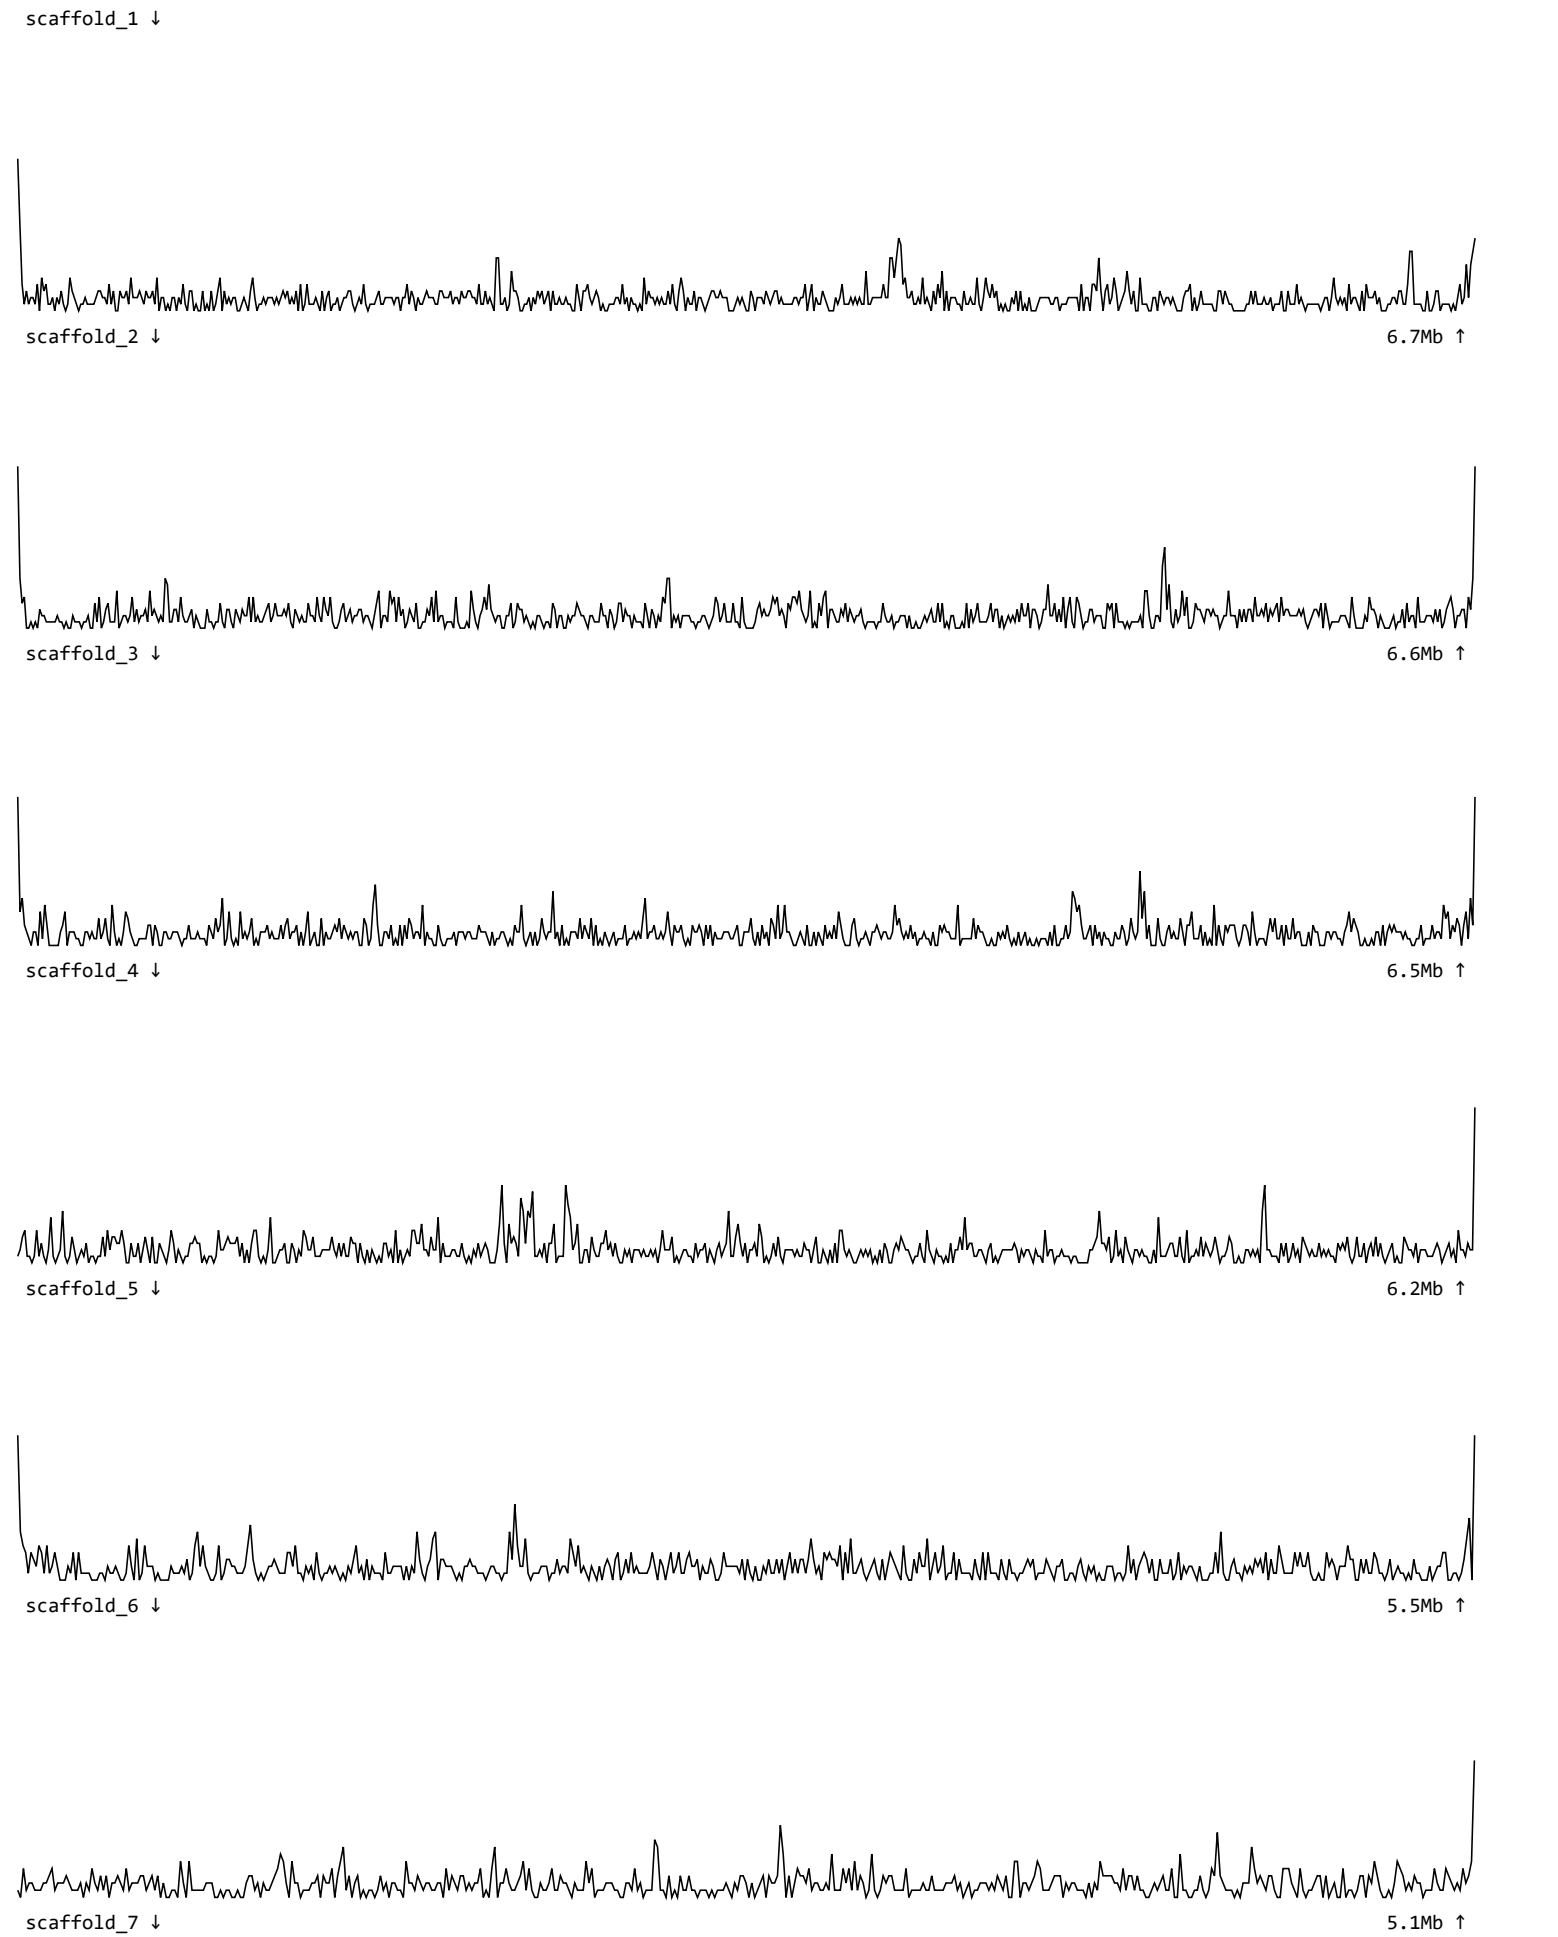 scaffold_1 ↓
scaffold_2 ↓ 6.7Mb ↑
scaffold_3 ↓ 6.6Mb ↑
scaffold_4 ↓ 6.5Mb ↑
scaffold_5 ↓ 6.2Mb ↑
scaffold_6 ↓ 5.5Mb ↑
scaffold_7 ↓ 5.1Mb ↑